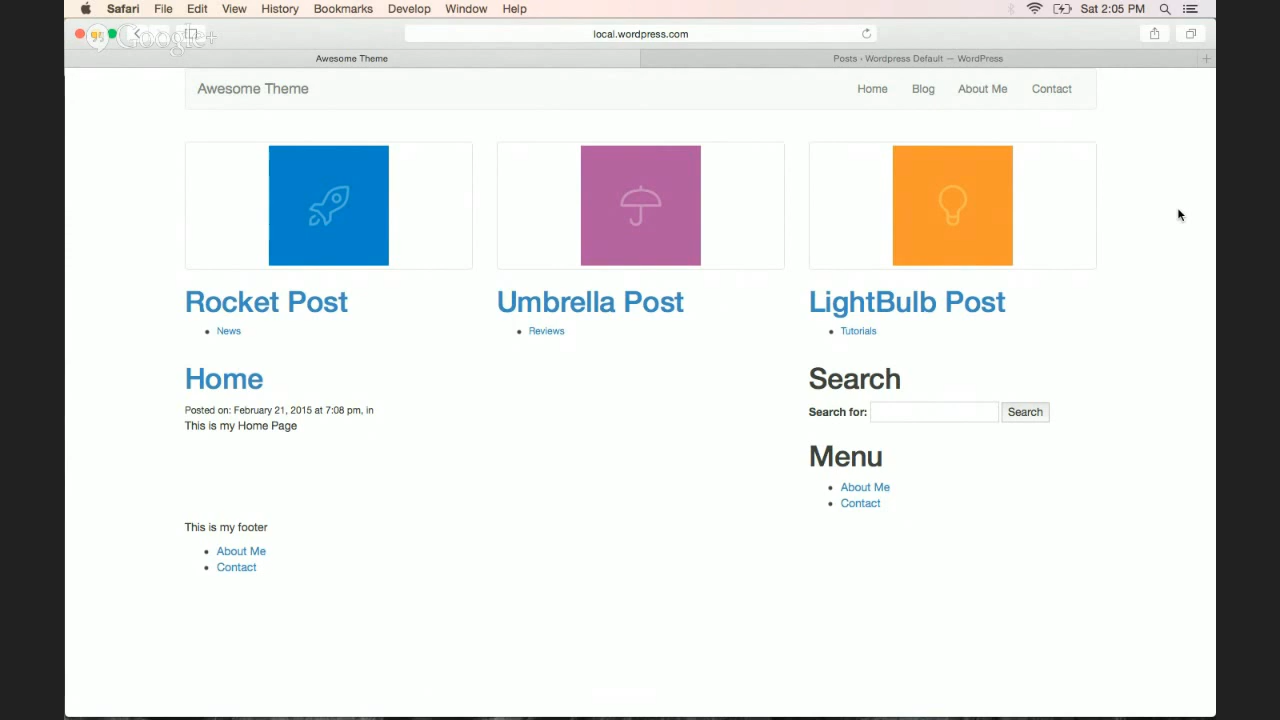 Safari File Edit View History Bookmarks Develop Window Help Sat 2:05 PM
Google+
local.wordpress.com
Awesome Theme
Posts · Wordpress Default — WordPress
Awesome Theme
Home Blog About Me Contact
Rocket Post
News
Umbrella Post
Reviews
LightBulb Post
Tutorials
Home
Posted on: February 21, 2015 at 7:08 pm, in
This is my Home Page
Search
Search for: Search
Menu
About Me
Contact
This is my footer
About Me
Contact